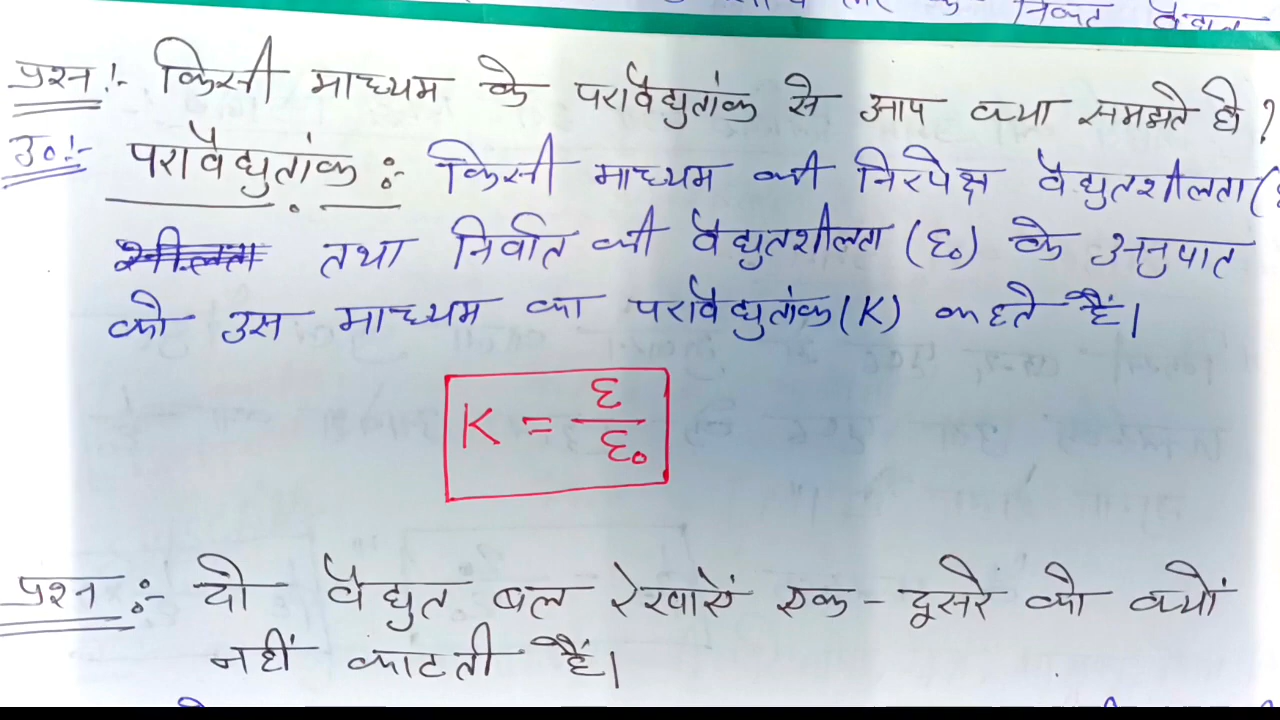 निकट वैद्युत
प्रश्न:- किसी माध्यम के परावैद्युतांक से आप क्या समझते है?
उ०:- परावैद्युतांक :- किसी माध्यम की निरपेक्ष वैद्युतशीलता(
तथा निर्वात की वैद्युतशीलता (ε₀) के अनुपात
को उस माध्यम का परावैद्युतांक(K) कहते हैं।
K = ε/ε₀
प्रश्न :- दो वैद्युत बल रेखाएं एक-दूसरे को क्यों
नहीं काटती हैं।